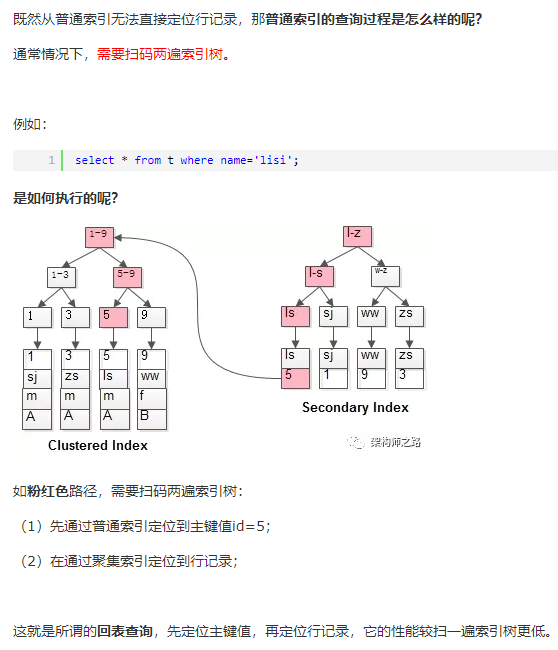 既然从普通索引无法直接定位行记录，那普通索引的查询过程是怎么样的呢？
通常情况下，需要扫码两遍索引树。
例如：
1 select * from t where name='lisi';
是如何执行的呢？
1-9
1-3 5-9
1 3 5 9
1 3 5 9
sj zs ls ww
m m m f
A A A B
Clustered Index
l-z
l-s w-z
ls sj ww zs
ls sj ww zs
5 1 9 3
Secondary Index
架构师之路
如粉红色路径，需要扫码两遍索引树：
（1）先通过普通索引定位到主键值id=5；
（2）在通过聚集索引定位到行记录；
这就是所谓的回表查询，先定位主键值，再定位行记录，它的性能较扫一遍索引树更低。